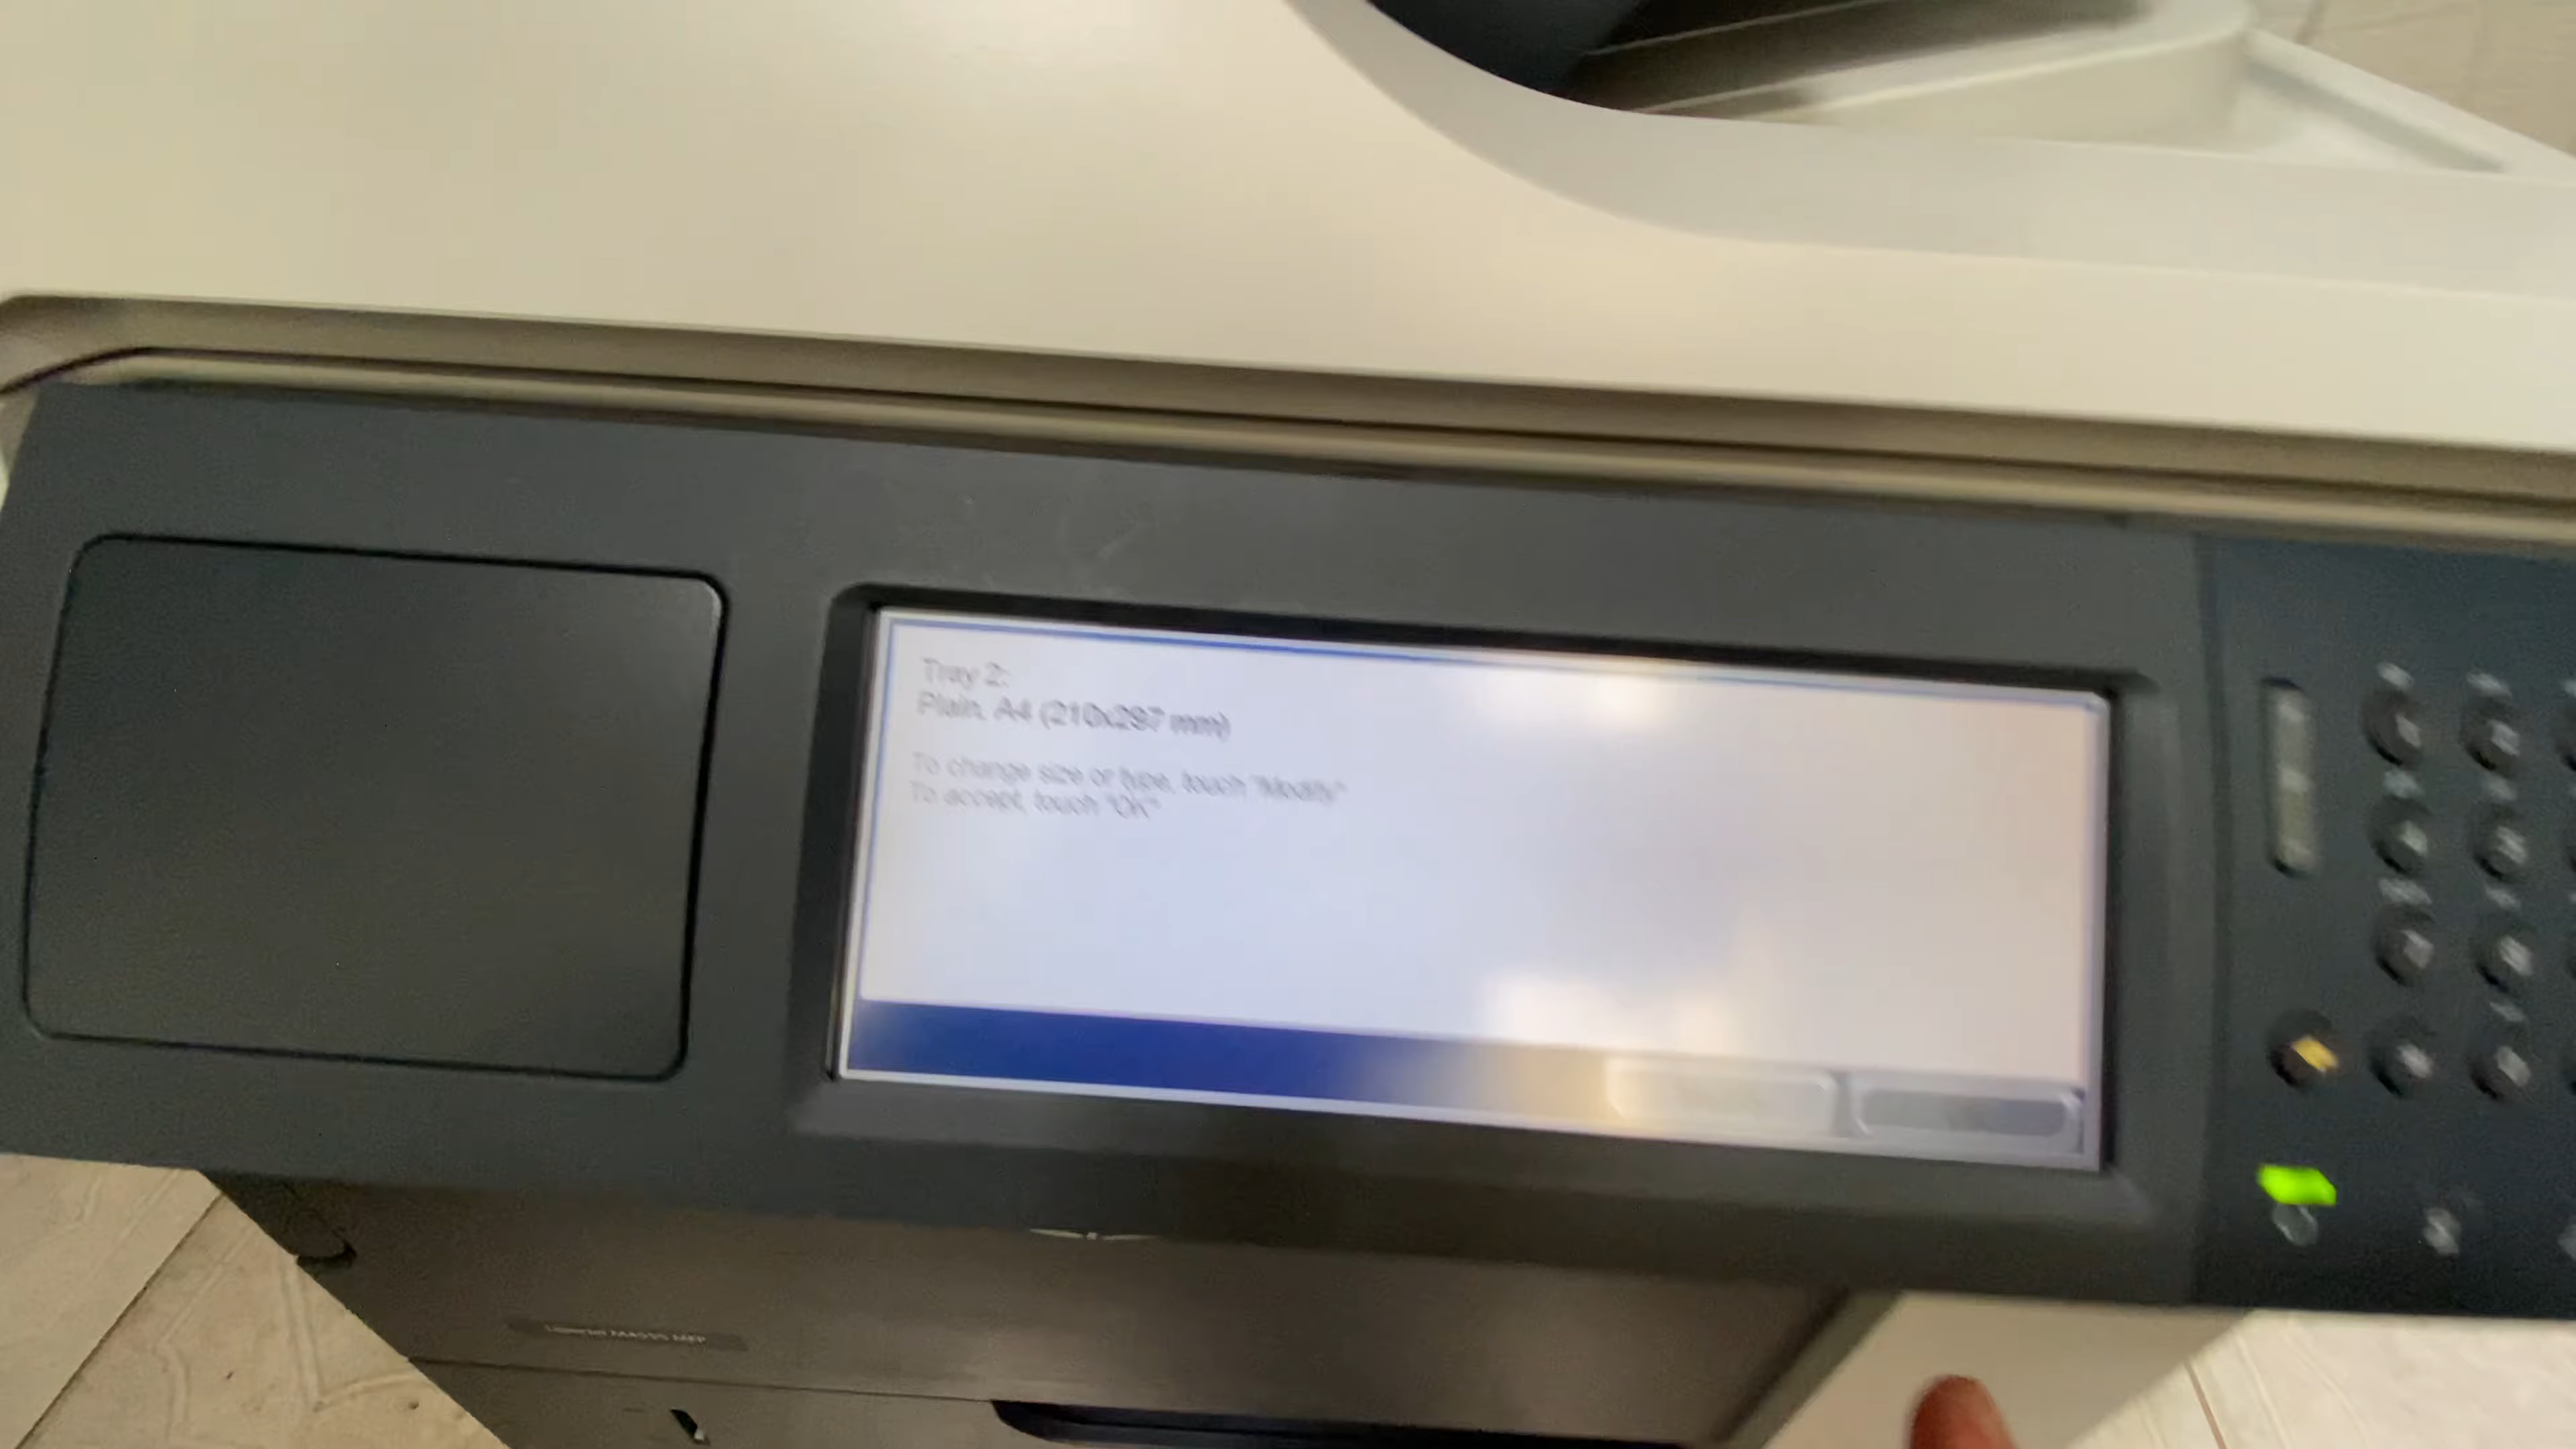 Tray 2:
Plain, A4 (210x297 mm)
To change size or type, touch "Modify"
To accept, touch "OK"